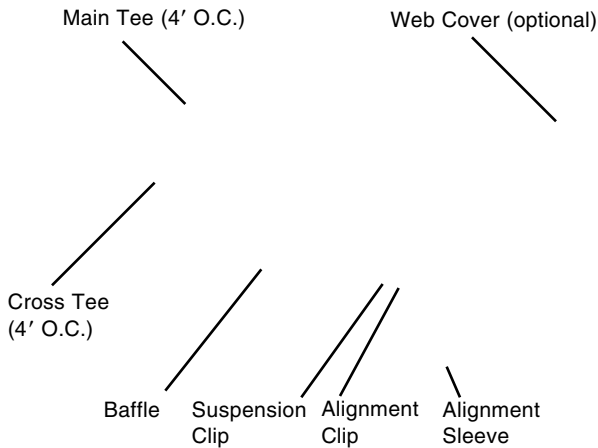 Main Tee (4′ O.C.)
Web Cover (optional)
Cross Tee
(4′ O.C.)
Baffle
Suspension
Clip
Alignment
Clip
Alignment
Sleeve